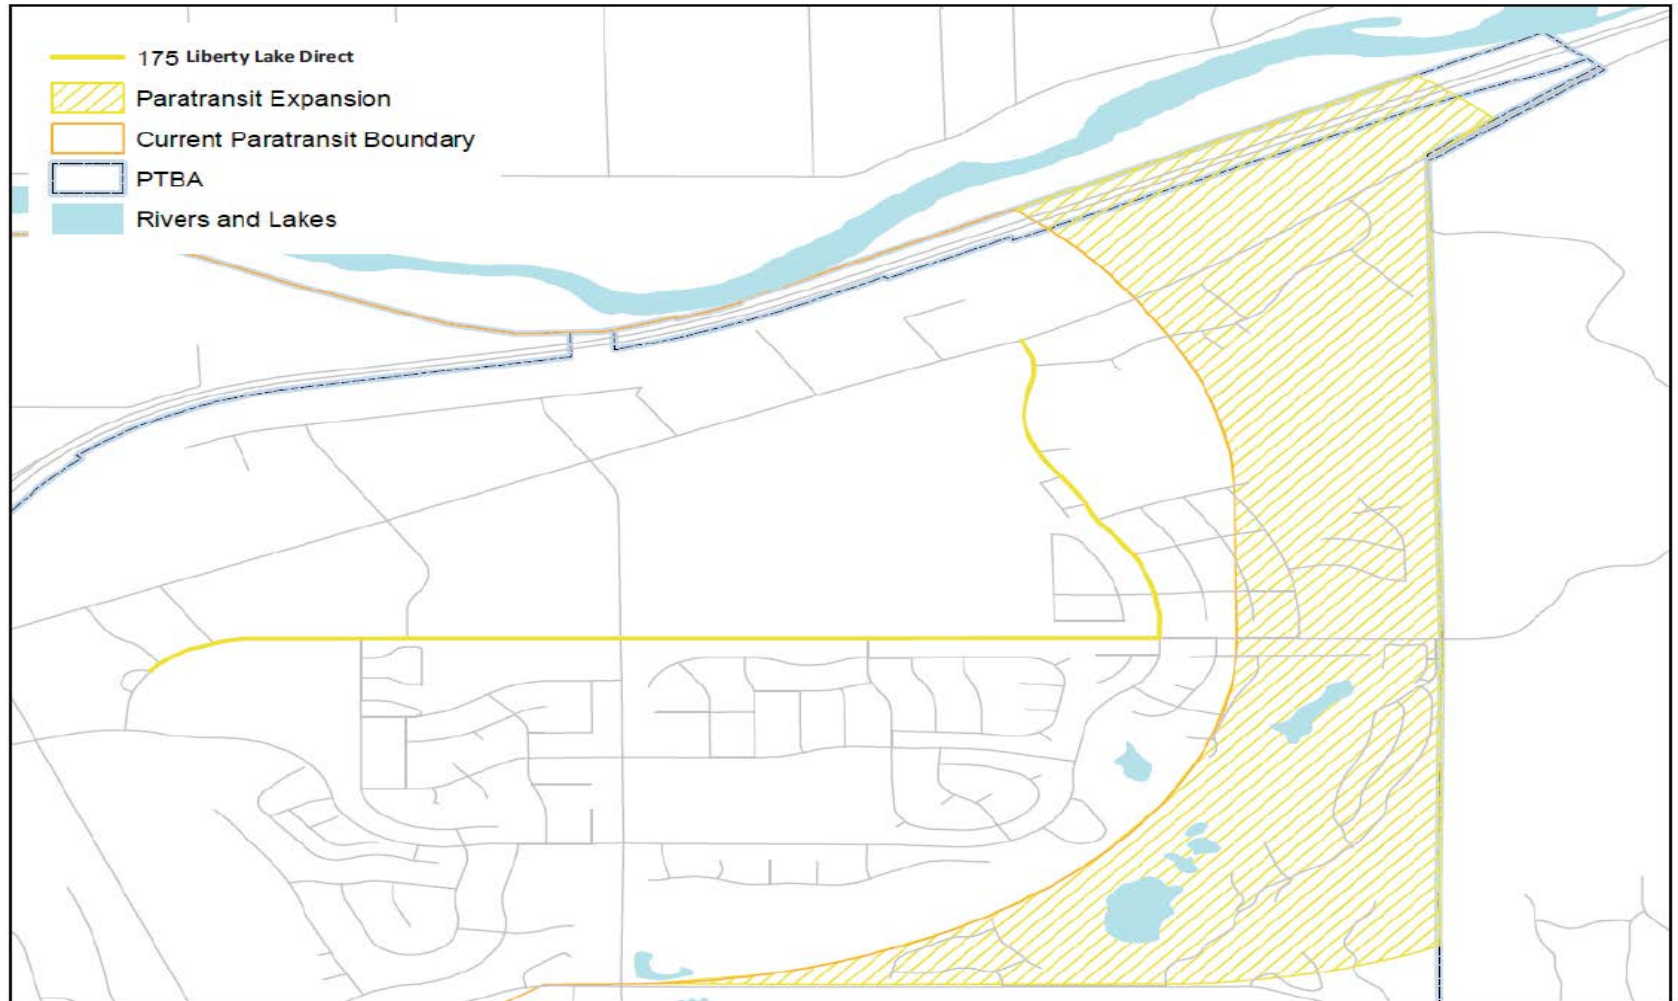 175 Liberty Lake Direct
Paratransit Expansion
Current Paratransit Boundary
PTBA
Rivers and Lakes